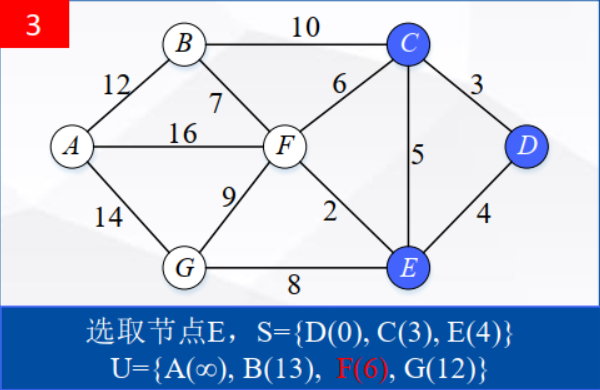 3
10
B
C
12
7
6
3
A
16
F
5
D
14
9
2
4
G
8
E
选取节点E，S={D(0), C(3), E(4)}
U={A(∞), B(13), F(6), G(12)}